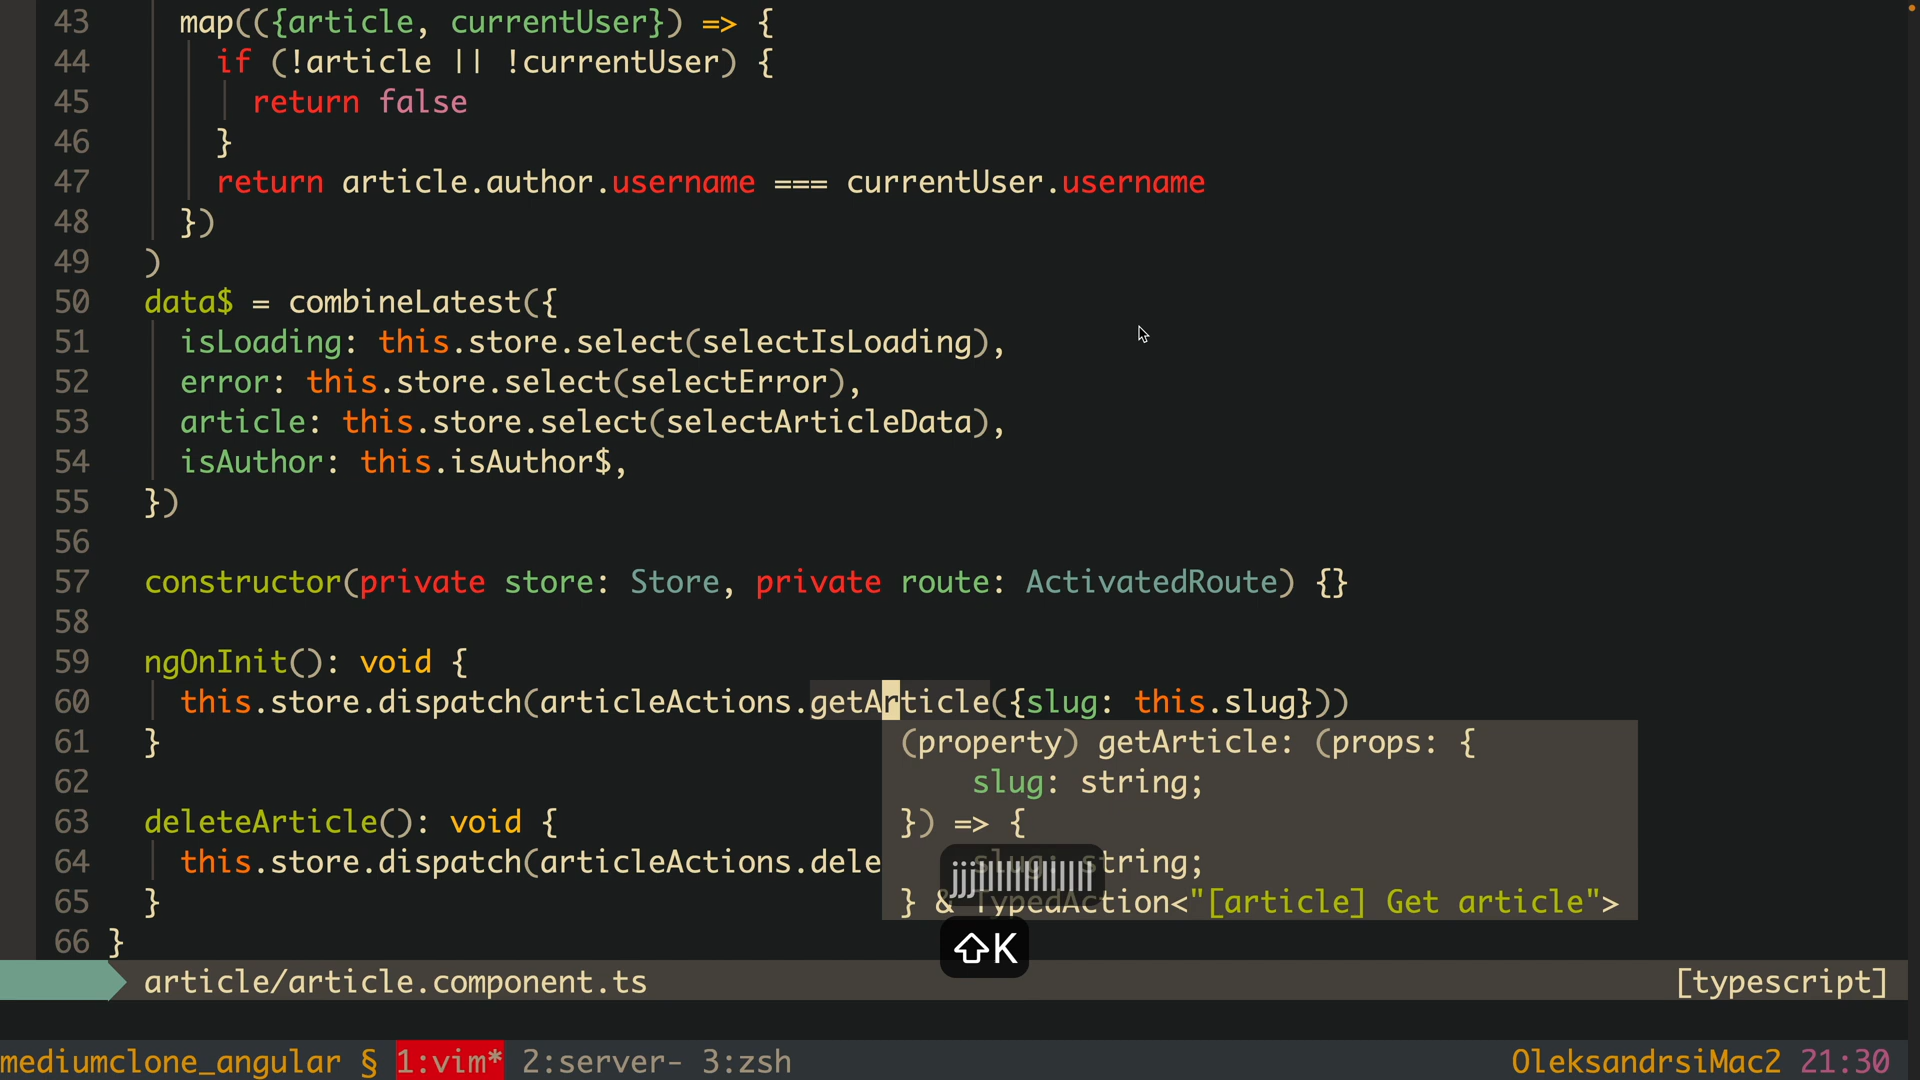 43 map(({article, currentUser}) => {
44 if (!article || !currentUser) {
45 return false
46 }
47 return article.author.username === currentUser.username
48 })
49 )
50 data$ = combineLatest({
51 isLoading: this.store.select(selectIsLoading),
52 error: this.store.select(selectError),
53 article: this.store.select(selectArticleData),
54 isAuthor: this.isAuthor$,
55 })
56
57 constructor(private store: Store, private route: ActivatedRoute) {}
58
59 ngOnInit(): void {
60 this.store.dispatch(articleActions.getArticle({slug: this.slug}))
61 } (property) getArticle: (props: {
62 slug: string;
63 deleteArticle(): void { }) => {
64 this.store.dispatch(articleActions.dele slug: string;
65 } } & TypedAction<"[article] Get article">
66 }
⇧K
article/article.component.ts [typescript]
mediumclone_angular § 1:vim* 2:server- 3:zsh OleksandrsiMac2 21:30